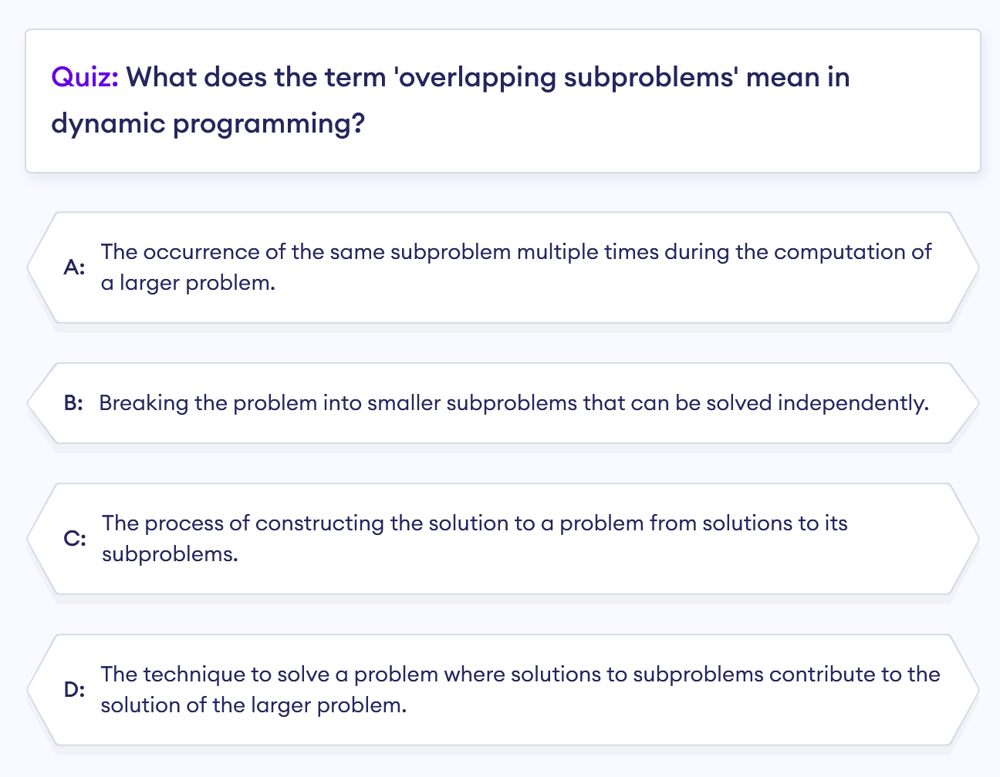 Quiz: What does the term 'overlapping subproblems' mean in
dynamic programming?
A: The occurrence of the same subproblem multiple times during the computation of
a larger problem.
B: Breaking the problem into smaller subproblems that can be solved independently.
C: The process of constructing the solution to a problem from solutions to its
subproblems.
D: The technique to solve a problem where solutions to subproblems contribute to the
solution of the larger problem.